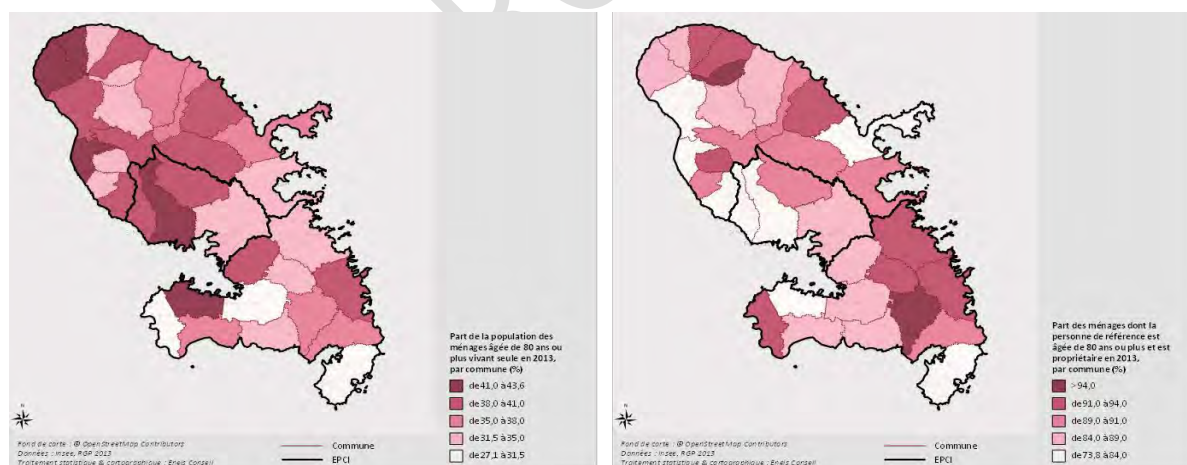 Part de la population des
ménages âgée de 80 ans ou
plus vivant seule en 2013,
par commune (%)
de 41,0 à 43,6
de 38,0 à 41,0
de 35,0 à 38,0
de 31,5 à 35,0
de 27,1 à 31,5
N
Fond de carte : © OpenStreetMap Contributors
Données : Insee, RGP 2013
Traitement statistique & cartographique : Eneis Conseil
Commune
EPCI
Part des ménages dont la
personne de référence est
âgée de 80 ans ou plus et est
propriétaire en 2013,
par commune (%)
>94,0
de 91,0 à 94,0
de 89,0 à 91,0
de 84,0 à 89,0
de 73,8 à 84,0
N
Fond de carte : © OpenStreetMap Contributors
Données : Insee, RGP 2013
Traitement statistique & cartographique : Eneis Conseil
Commune
EPCI